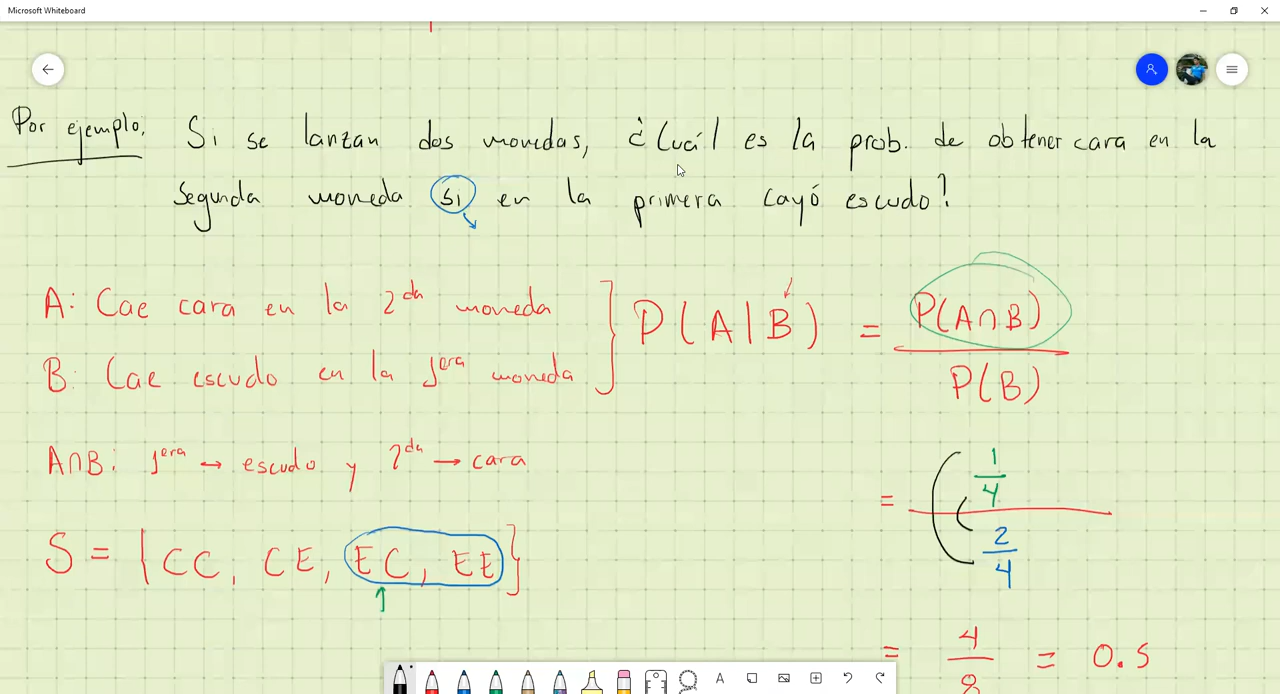 Microsoft Whiteboard
Por ejemplo. Si se lanzan dos monedas, ¿Cuál es la prob. de obtener cara en la
segunda moneda si en la primera cayó escudo?
A: Cae cara en la 2da moneda
B: Cae escudo en la 1era moneda
P(A|B) = P(A∩B) / P(B)
A∩B: 1era → escudo y 2da → cara
= 1/4 / 2/4
S = { CC, CE, EC, EE }
= 4/8 = 0.5
A